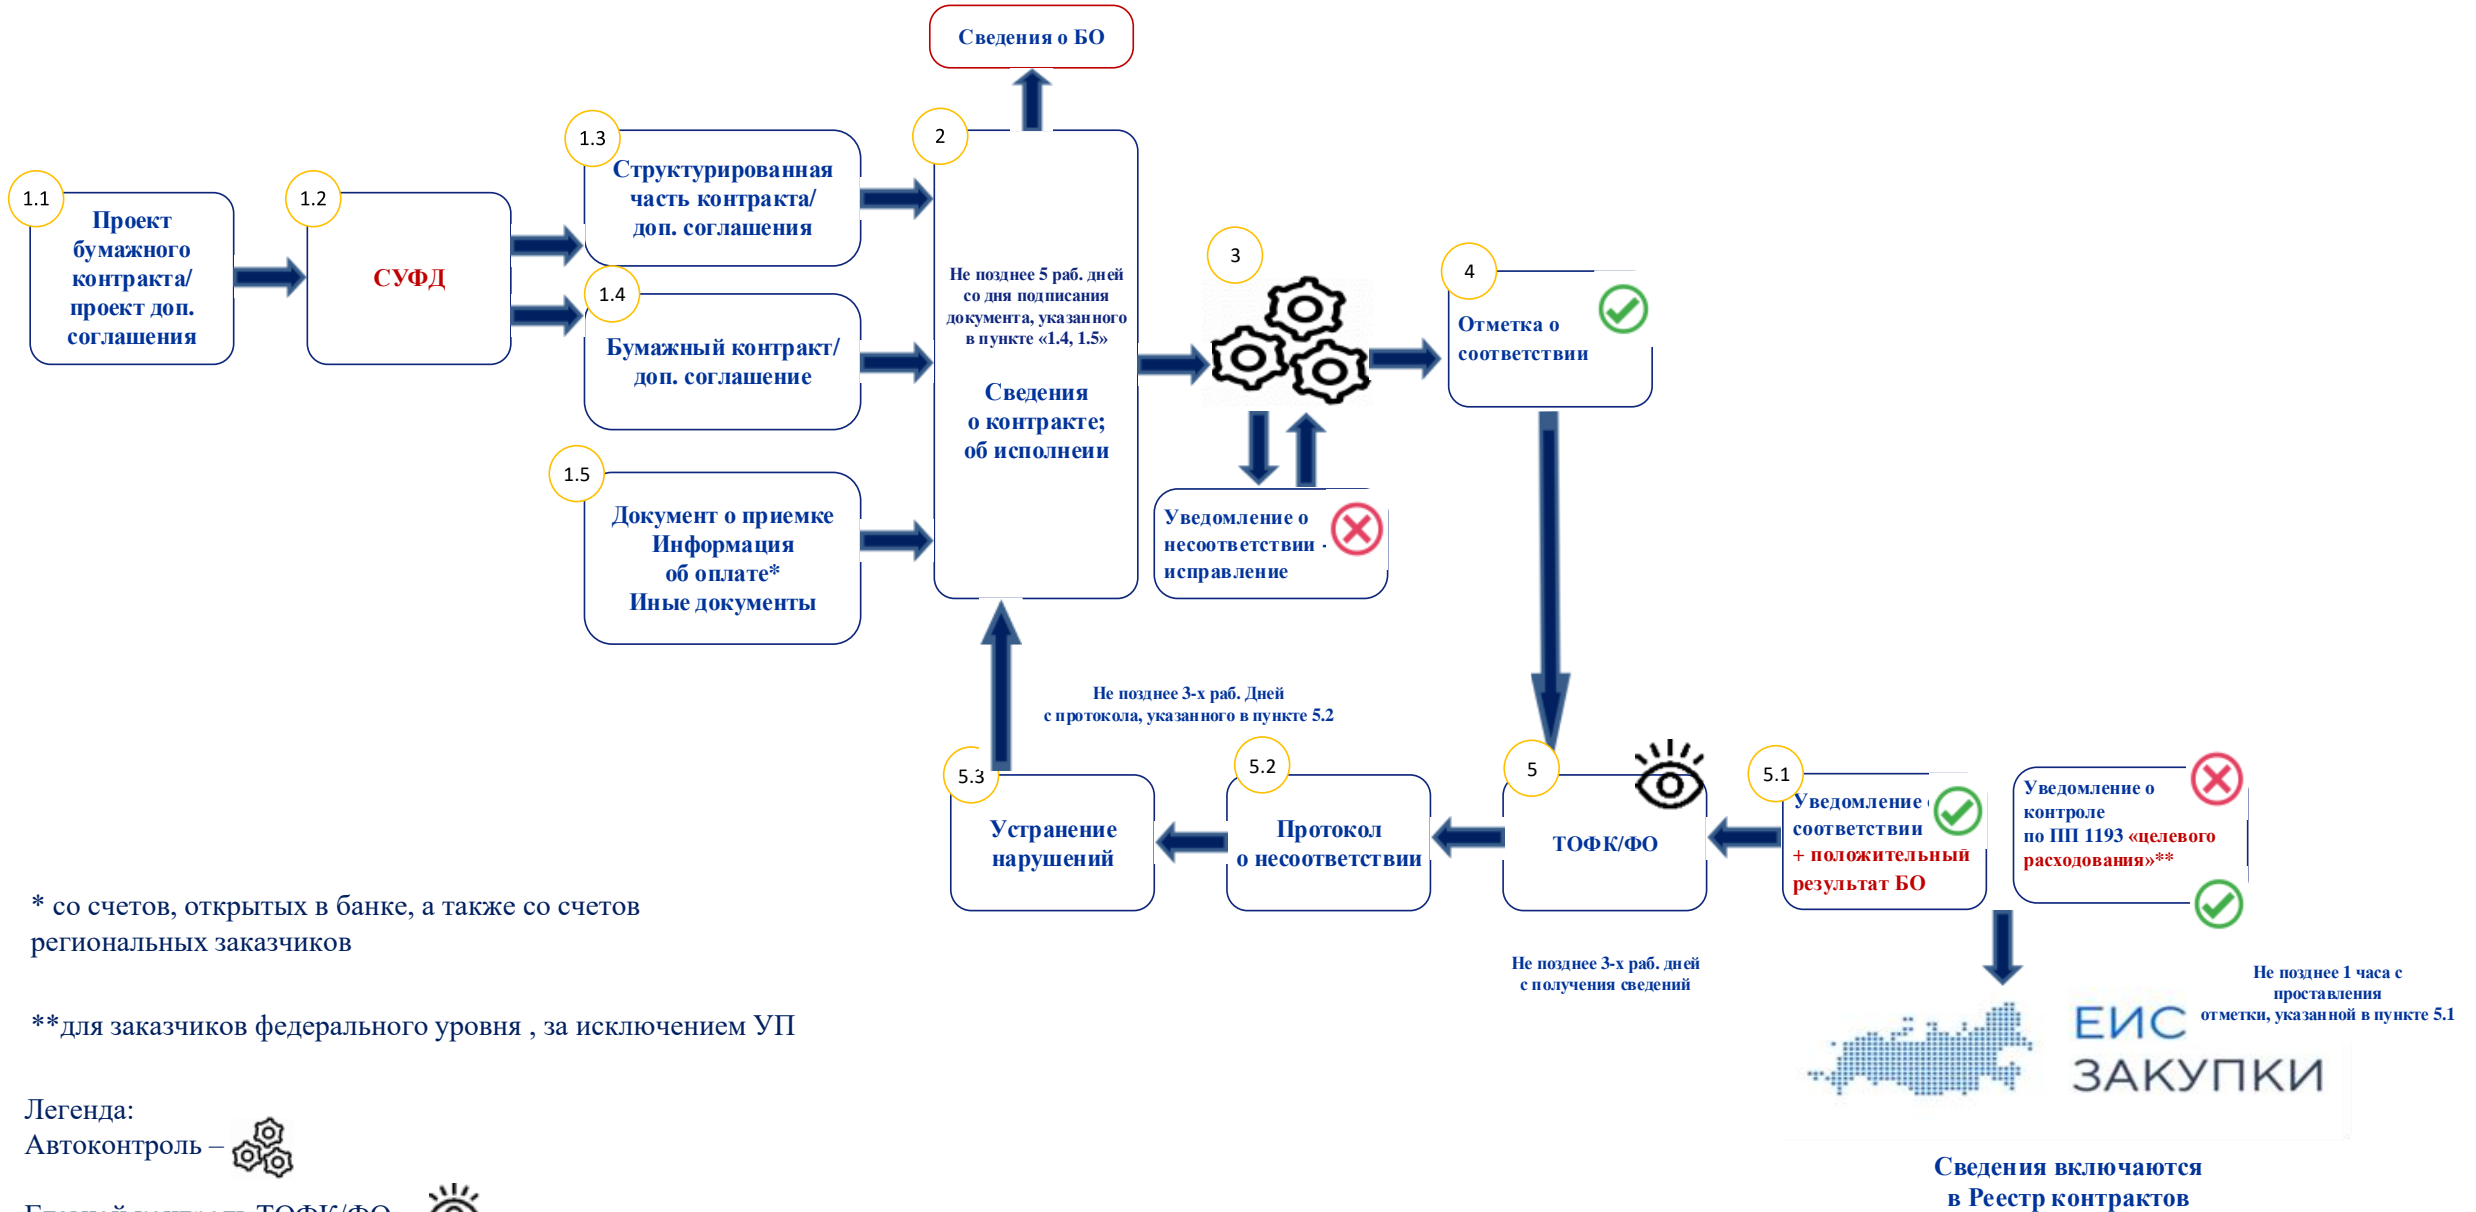 Сведения о БО
1.1
Проект
бумажного
контракта/
проект доп.
соглашения
1.2
СУФД
1.3
Структурированная
часть контракта/
доп. соглашения
1.4
Бумажный контракт/
доп. соглашение
1.5
Документ о приемке
Информация
об оплате*
Иные документы
2
Не позднее 5 раб. дней
со дня подписания
документа, указанного
в пункте «1.4, 1.5»
Сведения
о контракте;
об исполнеии
3
4
Отметка о
соответствии
Уведомление о
несоответствии -
исправление
Не позднее 3-х раб. Дней
с протокола, указанного в пункте 5.2
5.3
Устранение
нарушений
5.2
Протокол
о несоответствии
5
ТОФК/ФО
5.1
Уведомление
соответствии
+ положительный
результат БО
Уведомление о
контроле
по ПП 1193 «целевого
расходования»**
Не позднее 3-х раб. дней
с получения сведений
Не позднее 1 часа с
проставления
отметки, указанной в пункте 5.1
ЕИС
ЗАКУПКИ
Сведения включаются
в Реестр контрактов
* со счетов, открытых в банке, а также со счетов
региональных заказчиков
**для заказчиков федерального уровня , за исключением УП
Легенда:
Автоконтроль –
ТОФК/ФО